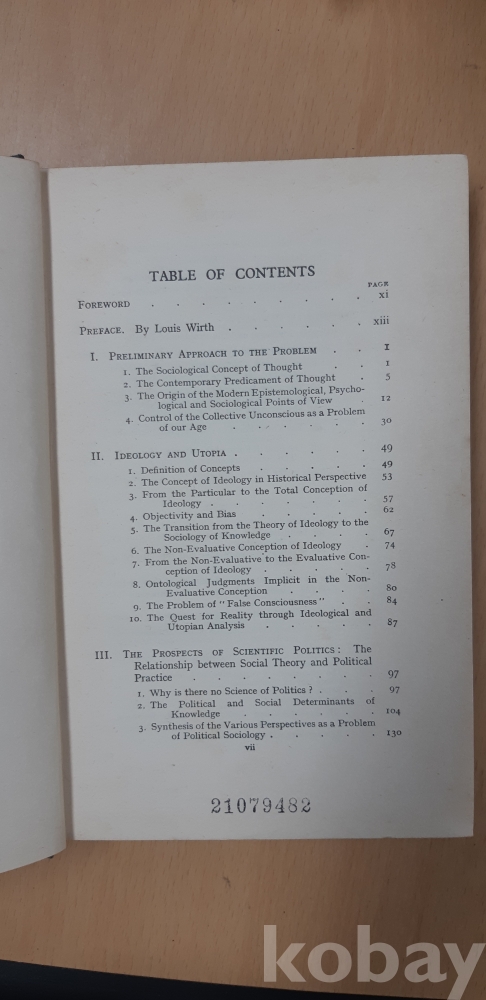 TABLE OF CONTENTS
PAGE
FOREWORD . . . . . . . . . xi
PREFACE. By Louis Wirth . . . . . . xiii
I. PRELIMINARY APPROACH TO THE PROBLEM . . 1
1. The Sociological Concept of Thought . . 1
2. The Contemporary Predicament of Thought . 5
3. The Origin of the Modern Epistemological, Psycho-
logical and Sociological Points of View . 12
4. Control of the Collective Unconscious as a Problem
of our Age . . . . . . 30
II. IDEOLOGY AND UTOPIA . . . . . . 49
1. Definition of Concepts . . . . . 49
2. The Concept of Ideology in Historical Perspective 53
3. From the Particular to the Total Conception of
Ideology . . . . . . . 57
4. Objectivity and Bias . . . . . 62
5. The Transition from the Theory of Ideology to the
Sociology of Knowledge . . . . 67
6. The Non-Evaluative Conception of Ideology . 74
7. From the Non-Evaluative to the Evaluative Con-
ception of Ideology . . . . . 78
8. Ontological Judgments Implicit in the Non-
Evaluative Conception . . . . 80
9. The Problem of "False Consciousness" . . 84
10. The Quest for Reality through Ideological and
Utopian Analysis . . . . . 87
III. THE PROSPECTS OF SCIENTIFIC POLITICS: The
Relationship between Social Theory and Political
Practice . . . . . . . 97
1. Why is there no Science of Politics? . . . 97
2. The Political and Social Determinants of
Knowledge . . . . . . 104
3. Synthesis of the Various Perspectives as a Problem
of Political Sociology . . . . . 130
vii
21079482
kobay